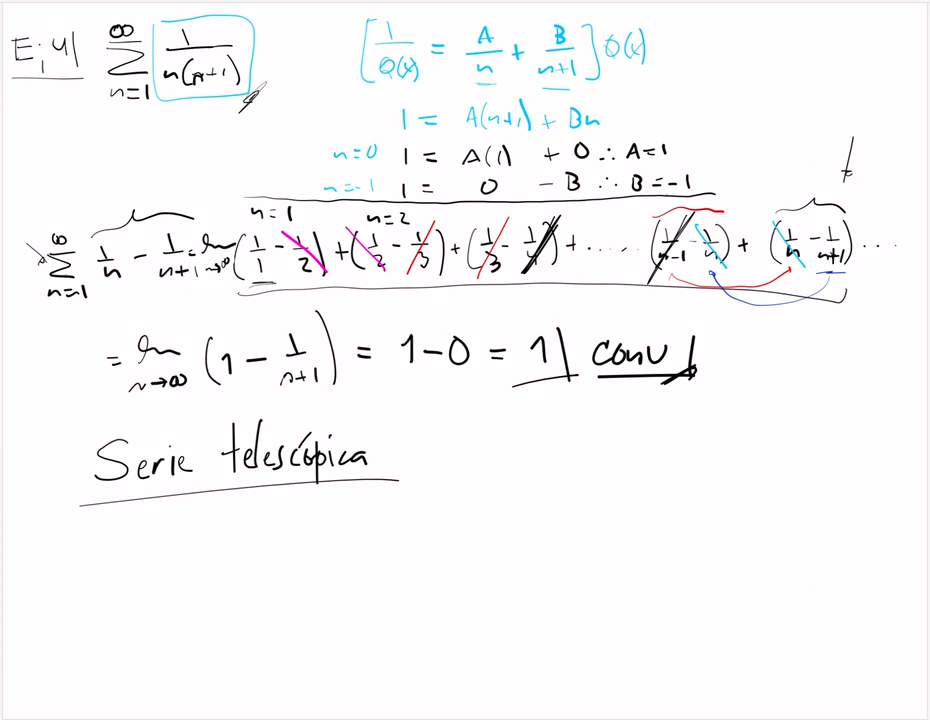 Ej 4| ∑_{n=1}^{∞} 1/(n(n+1)) [1/Q(x) = A/n + B/(n+1)] Q(x)
1 = A(n+1) + Bn
n=0 1 = A(1) + 0 ∴ A=1
n=-1 1 = 0 - B ∴ B=-1
n=1 n=2
∑_{n=1}^{∞} 1/n - 1/(n+1) = lim_{n→∞} (1/1 - 1/2) + (1/2 - 1/3) + (1/3 - 1/4) + ..... (1/(n-1) - 1/n) + (1/n - 1/(n+1)) ...
= lim_{n→∞} (1 - 1/(n+1)) = 1-0 = 1| conv
Serie telescópica